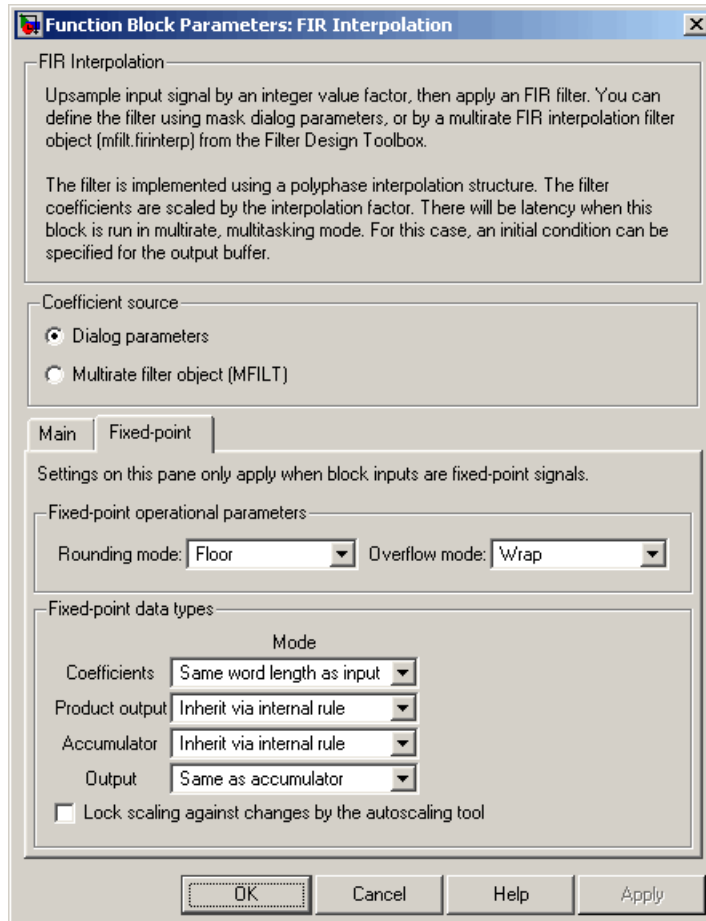 Function Block Parameters: FIR Interpolation
FIR Interpolation
Upsample input signal by an integer value factor, then apply an FIR filter. You can
define the filter using mask dialog parameters, or by a multirate FIR interpolation filter
object (mfilt.firinterp) from the Filter Design Toolbox.
The filter is implemented using a polyphase interpolation structure. The filter
coefficients are scaled by the interpolation factor. There will be latency when this
block is run in multirate, multitasking mode. For this case, an initial condition can be
specified for the output buffer.
Coefficient source
Dialog parameters
Multirate filter object (MFILT)
Main Fixed-point
Settings on this pane only apply when block inputs are fixed-point signals.
Fixed-point operational parameters
Rounding mode: Floor Overflow mode: Wrap
Fixed-point data types
Mode
Coefficients Same word length as input
Product output Inherit via internal rule
Accumulator Inherit via internal rule
Output Same as accumulator
Lock scaling against changes by the autoscaling tool
OK Cancel Help Apply